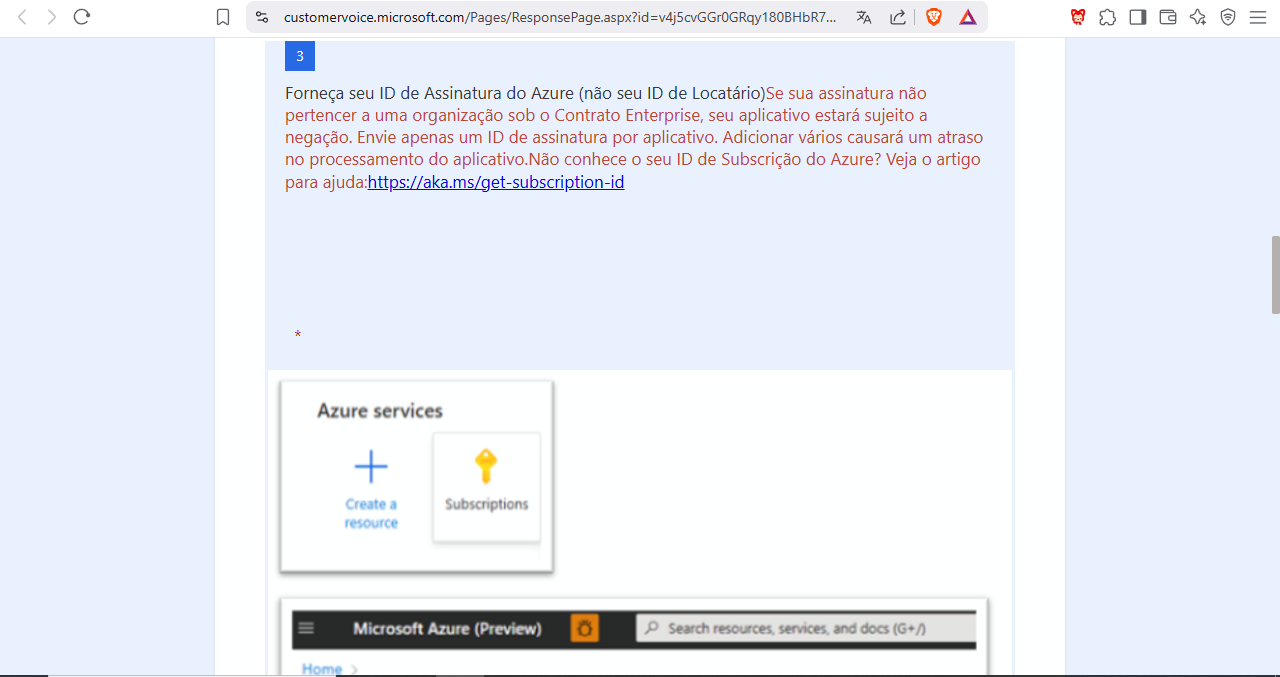 customervoice.microsoft.com/Pages/ResponsePage.aspx?id=v4j5cvGGr0GRqy180BHbR7...
3
Forneça seu ID de Assinatura do Azure (não seu ID de Locatário)Se sua assinatura não
pertencer a uma organização sob o Contrato Enterprise, seu aplicativo estará sujeito a
negação. Envie apenas um ID de assinatura por aplicativo. Adicionar vários causará um atraso
no processamento do aplicativo.Não conhece o seu ID de Subscrição do Azure? Veja o artigo
para ajuda:https://aka.ms/get-subscription-id
*
Azure services
Create a
resource
Subscriptions
Microsoft Azure (Preview)
Search resources, services, and docs (G+/)
Home >